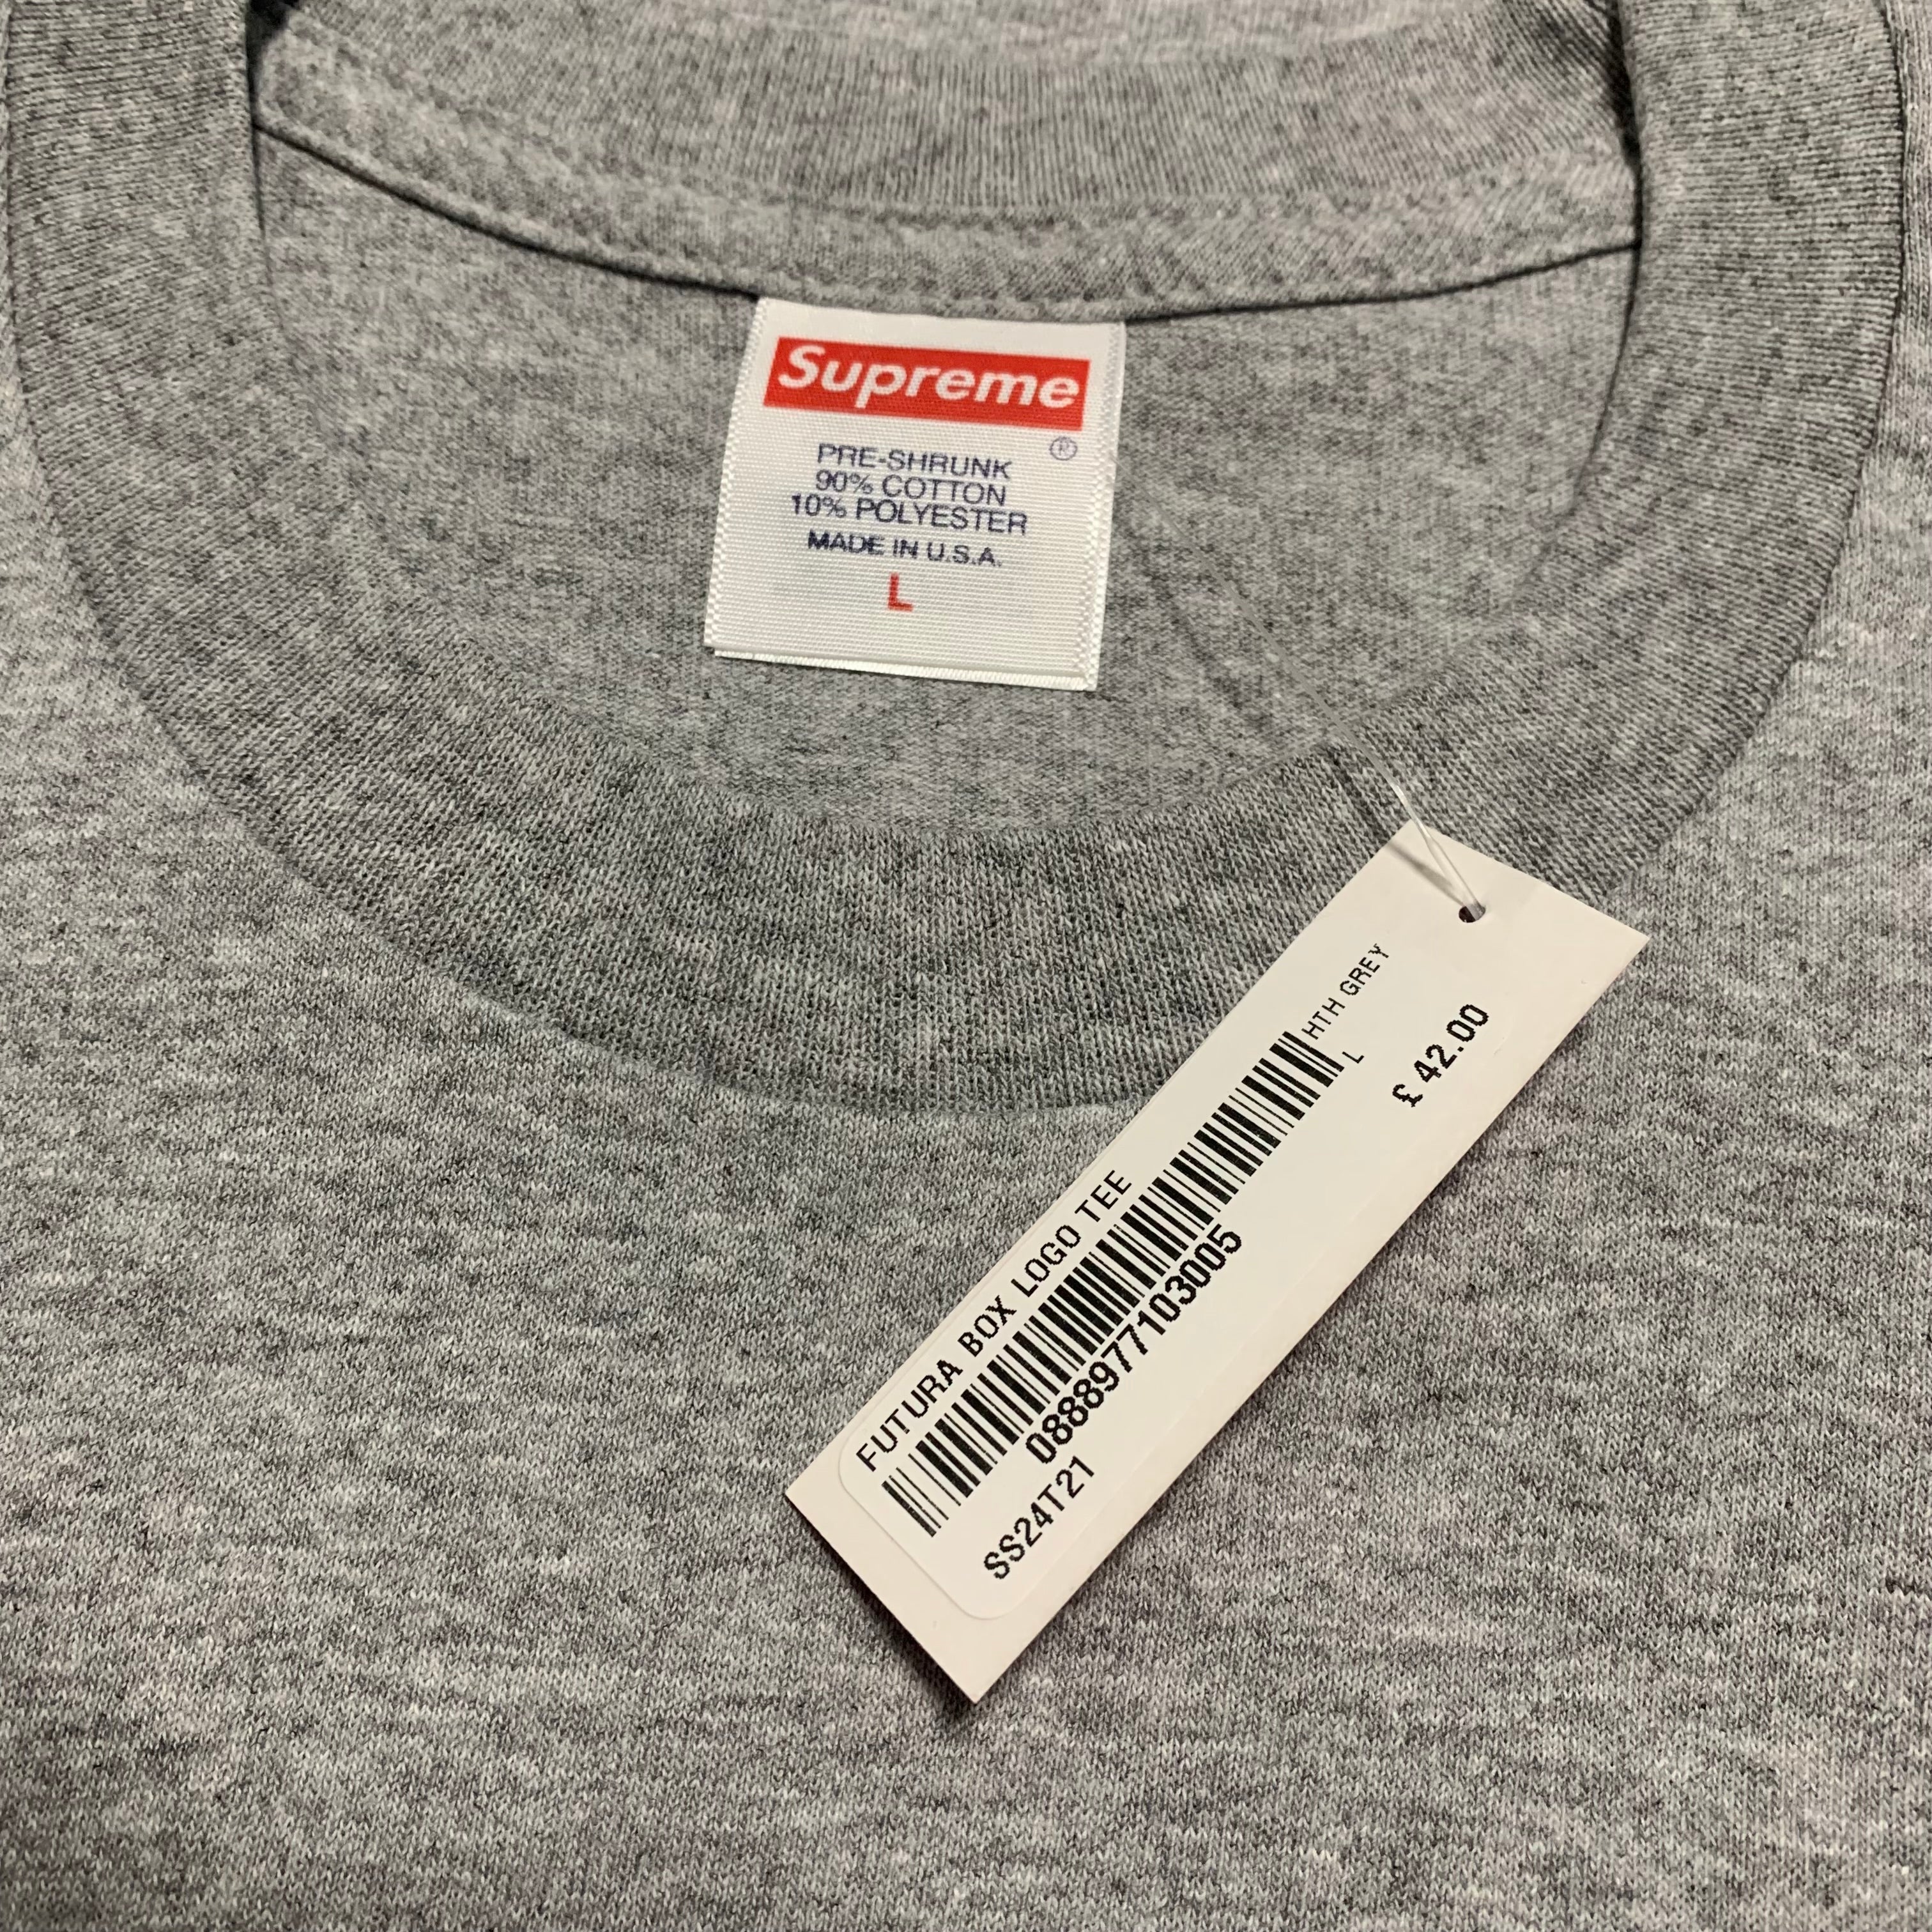 Supreme
®
PRE-SHRUNK
90% COTTON
10% POLYESTER
MADE IN U.S.A.
L
FUTURA BOX LOGO TEE
HTH GREY
L
0888977103005
SS24T21
£ 42.00